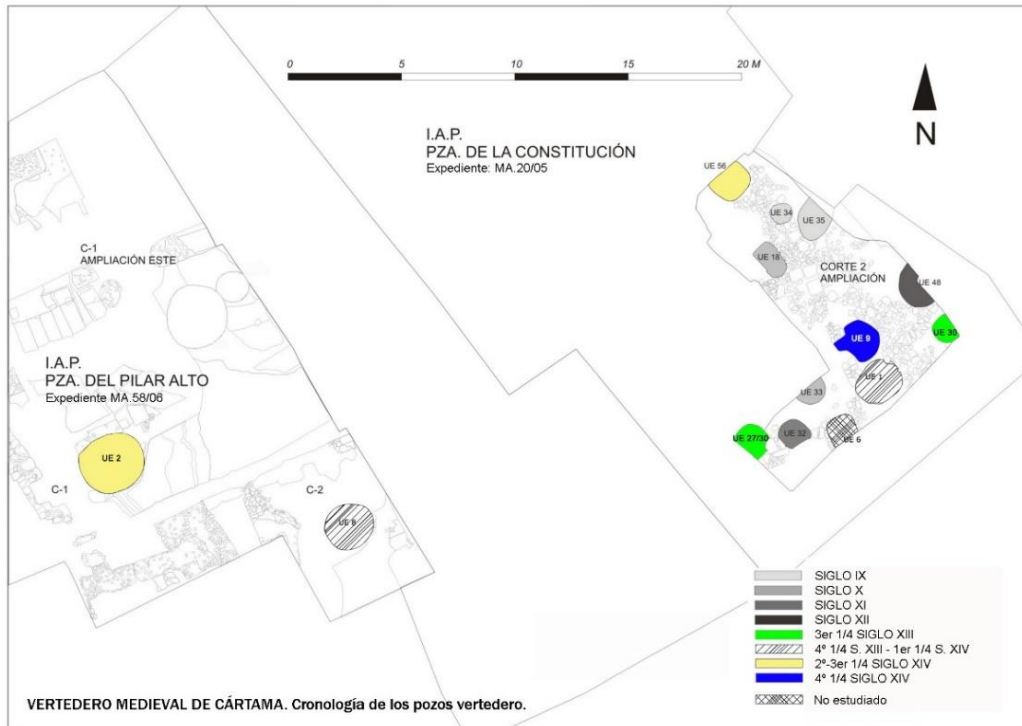 0 5 10 15 20 M
I.A.P.
PZA. DE LA CONSTITUCIÓN
Expediente: MA.20/05
N
UE 56
UE 34
UE 35
UE 18
CORTE 2
AMPLIACIÓN
UE 48
UE 30
UE 9
UE 1
UE 33
UE 27/30
UE 32
UE 6
C-1
AMPLIACIÓN ESTE
I.A.P.
PZA. DEL PILAR ALTO
Expediente MA.58/06
UE 2
C-1
C-2
SIGLO IX
SIGLO X
SIGLO XI
SIGLO XII
3er 1/4 SIGLO XIII
4º 1/4 S. XIII - 1er 1/4 S. XIV
2º-3er 1/4 SIGLO XIV
4º 1/4 SIGLO XIV
No estudiado
VERTEDERO MEDIEVAL DE CÁRTAMA. Cronología de los pozos vertedero.